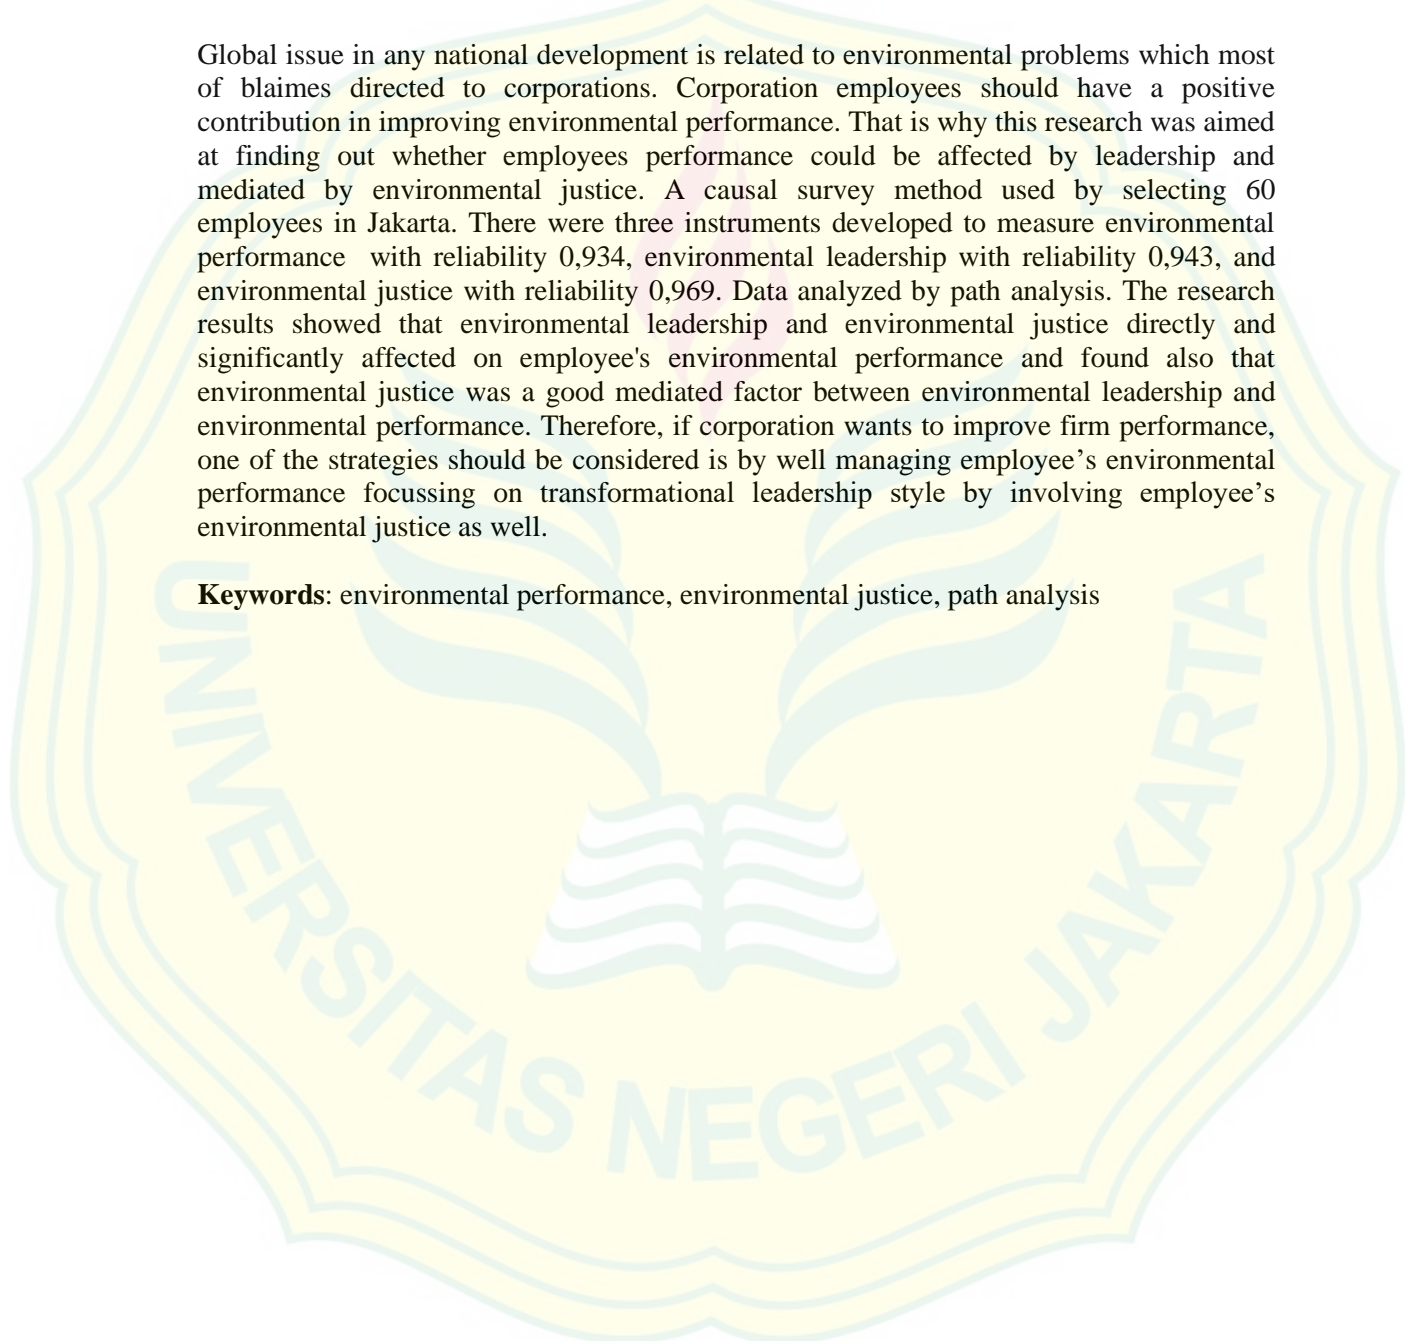 Global issue in any national development is related to environmental problems which most
of blaimes directed to corporations. Corporation employees should have a positive
contribution in improving environmental performance. That is why this research was aimed
at finding out whether employees performance could be affected by leadership and
mediated by environmental justice. A causal survey method used by selecting 60
employees in Jakarta. There were three instruments developed to measure environmental
performance  with reliability 0,934, environmental leadership with reliability 0,943, and
environmental justice with reliability 0,969. Data analyzed by path analysis. The research
results showed that environmental leadership and environmental justice directly and
significantly affected on employee's environmental performance and found also that
environmental justice was a good mediated factor between environmental leadership and
environmental performance. Therefore, if corporation wants to improve firm performance,
one of the strategies should be considered is by well managing employee’s environmental
performance focussing on transformational leadership style by involving employee’s
environmental justice as well.
Keywords: environmental performance, environmental justice, path analysis
UNIVERSITAS NEGERI JAKARTA